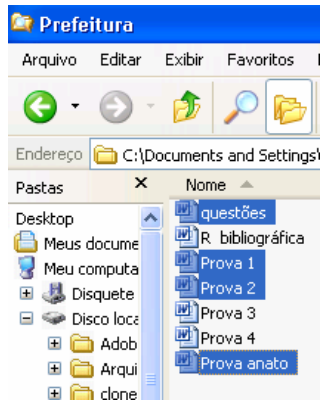 Prefeitura
Arquivo Editar Exibir Favoritos
Endereço C:\Documents and Settings\
Pastas × Nome
Desktop
questões
Meus docume
R_bibliográfica
Meu computa
Prova 1
Disquete
Prova 2
Disco loca
Prova 3
Adob
Prova 4
Arqui
Prova anato
clone